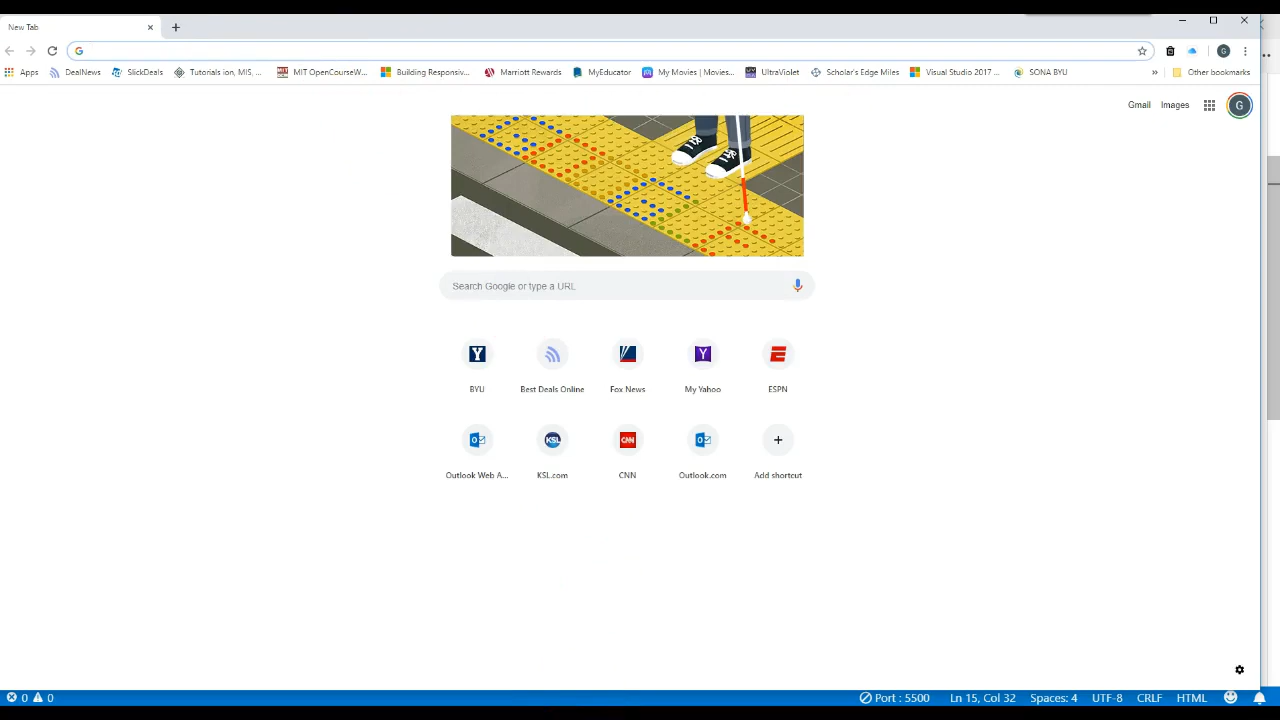 New Tab
Apps DealNews SlickDeals Tutorials on, MIS, ... MIT OpenCourseW... Building Responsiv... Marriott Rewards MyEducator My Movies | Movies... UltraViolet Scholar's Edge Miles Visual Studio 2017 ... SONA BYU » Other bookmarks
Gmail Images G
Search Google or type a URL
BYU Best Deals Online Fox News My Yahoo ESPN
Outlook Web A... KSL.com CNN Outlook.com Add shortcut
0 0 Port : 5500 Ln 15, Col 32 Spaces: 4 UTF-8 CRLF HTML